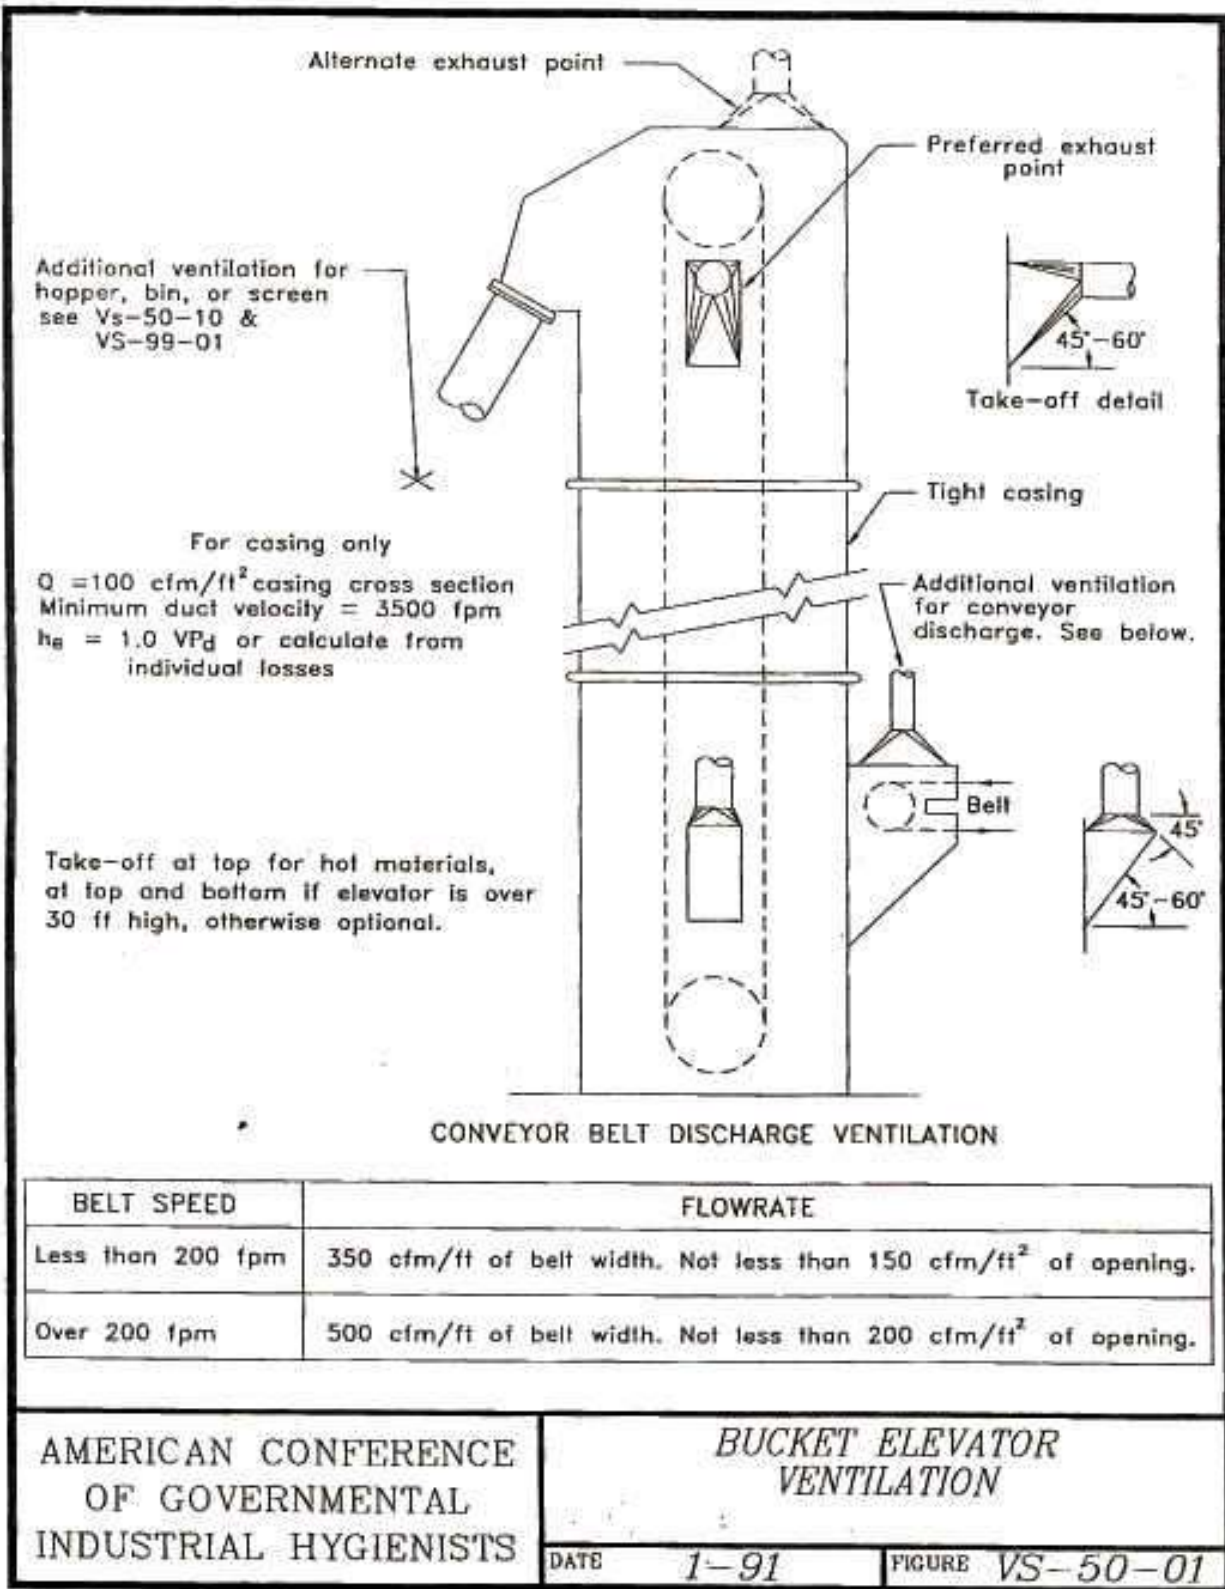 Alternate exhaust point
Preferred exhaust
point
Additional ventilation for
hopper, bin, or screen
see Vs-50-10 &
VS-99-01
45°-60°
Take-off detail
Tight casing
For casing only
Q =100 cfm/ft² casing cross section
Minimum duct velocity = 3500 fpm
he = 1.0 VPd or calculate from
individual losses
Additional ventilation
for conveyor
discharge. See below.
Belt
45°
45°-60°
Take-off at top for hot materials,
at top and bottom if elevator is over
30 ft high, otherwise optional.
CONVEYOR BELT DISCHARGE VENTILATION
BELT SPEED FLOWRATE
Less than 200 fpm 350 cfm/ft of belt width. Not less than 150 cfm/ft² of opening.
Over 200 fpm 500 cfm/ft of belt width. Not less than 200 cfm/ft² of opening.
AMERICAN CONFERENCE
OF GOVERNMENTAL
INDUSTRIAL HYGIENISTS
BUCKET ELEVATOR
VENTILATION
DATE 1-91
FIGURE VS-50-01